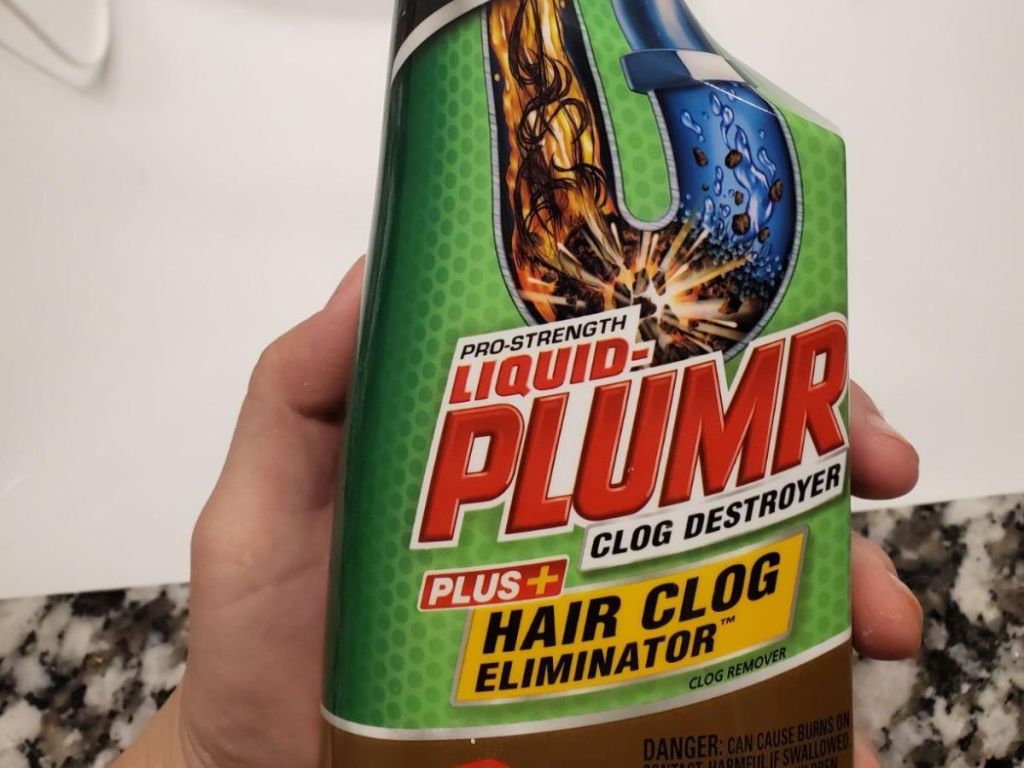 PRO-STRENGTH
LIQUID-
PLUMR
CLOG DESTROYER
PLUS+
HAIR CLOG
ELIMINATOR™
CLOG REMOVER
DANGER: CAN CAUSE BURNS ON
CONTACT, HARMFUL IF SWALLOWED.